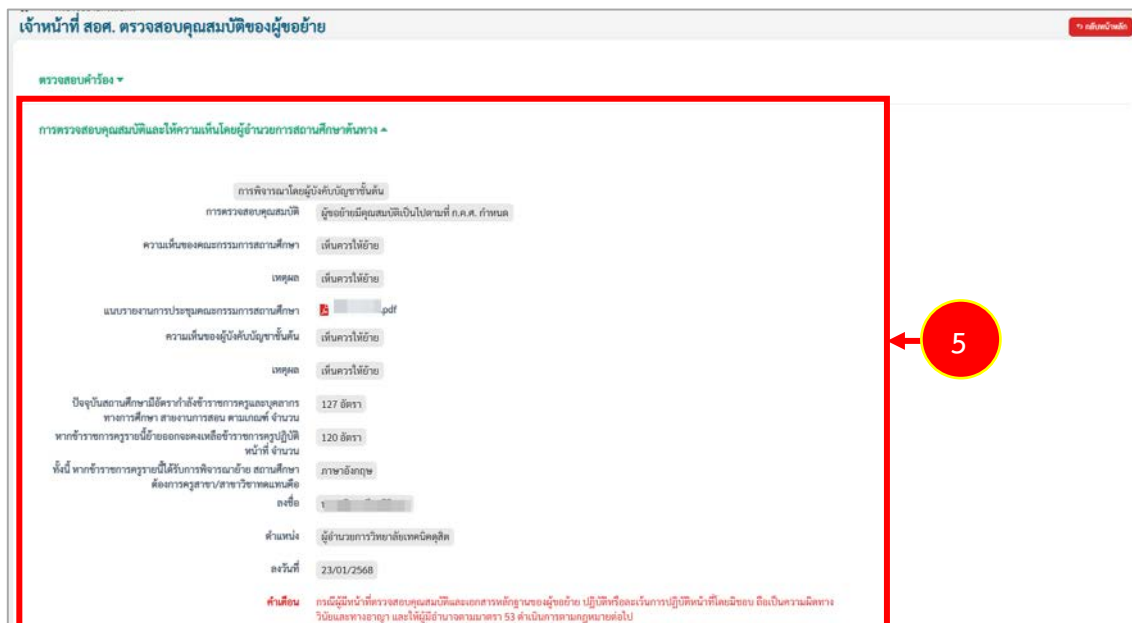 เจ้าหน้าที่ สอศ. ตรวจสอบคุณสมบัติของผู้ขอย้าย
กลับหน้าหลัก
ตรวจสอบคำร้อง
การตรวจสอบคุณสมบัติและให้ความเห็นโดยผู้อำนวยการสถานศึกษาต้นทาง
การพิจารณาโดยผู้บังคับบัญชาชั้นต้น
การตรวจสอบคุณสมบัติ ผู้ขอย้ายมีคุณสมบัติเป็นไปตามที่ ก.ค.ศ. กำหนด
ความเห็นของคณะกรรมการสถานศึกษา เห็นควรให้ย้าย
เหตุผล เห็นควรให้ย้าย
แนบรายงานการประชุมคณะกรรมการสถานศึกษา .pdf
ความเห็นของผู้บังคับบัญชาชั้นต้น เห็นควรให้ย้าย
5
เหตุผล เห็นควรให้ย้าย
ปัจจุบันสถานศึกษามีอัตรากำลังข้าราชการครูและบุคลากร 127 อัตรา
ทางการศึกษา สายงานการสอน ตามเกณฑ์ จำนวน
หากข้าราชการครูรายนี้ย้ายออกจะคงเหลือข้าราชการครูปฏิบัติ 120 อัตรา
หน้าที่ จำนวน
ทั้งนี้ หากข้าราชการครูรายนี้ได้รับการพิจารณาย้าย สถานศึกษา ภาษาอังกฤษ
ต้องการครูสาขา/สาขาวิชาทดแทนคือ
ลงชื่อ
ตำแหน่ง ผู้อำนวยการวิทยาลัยเทคนิคดุสิต
ลงวันที่ 23/01/2568
คำเตือน กรณีผู้มีหน้าที่ตรวจสอบคุณสมบัติและเอกสารหลักฐานของผู้ขอย้าย ปฏิบัติหรือละเว้นการปฏิบัติหน้าที่โดยมิชอบ ถือเป็นความผิดทาง
วินัยและทางอาญา และให้ผู้มีอำนาจตามมาตรา 53 ดำเนินการตามกฎหมายต่อไป